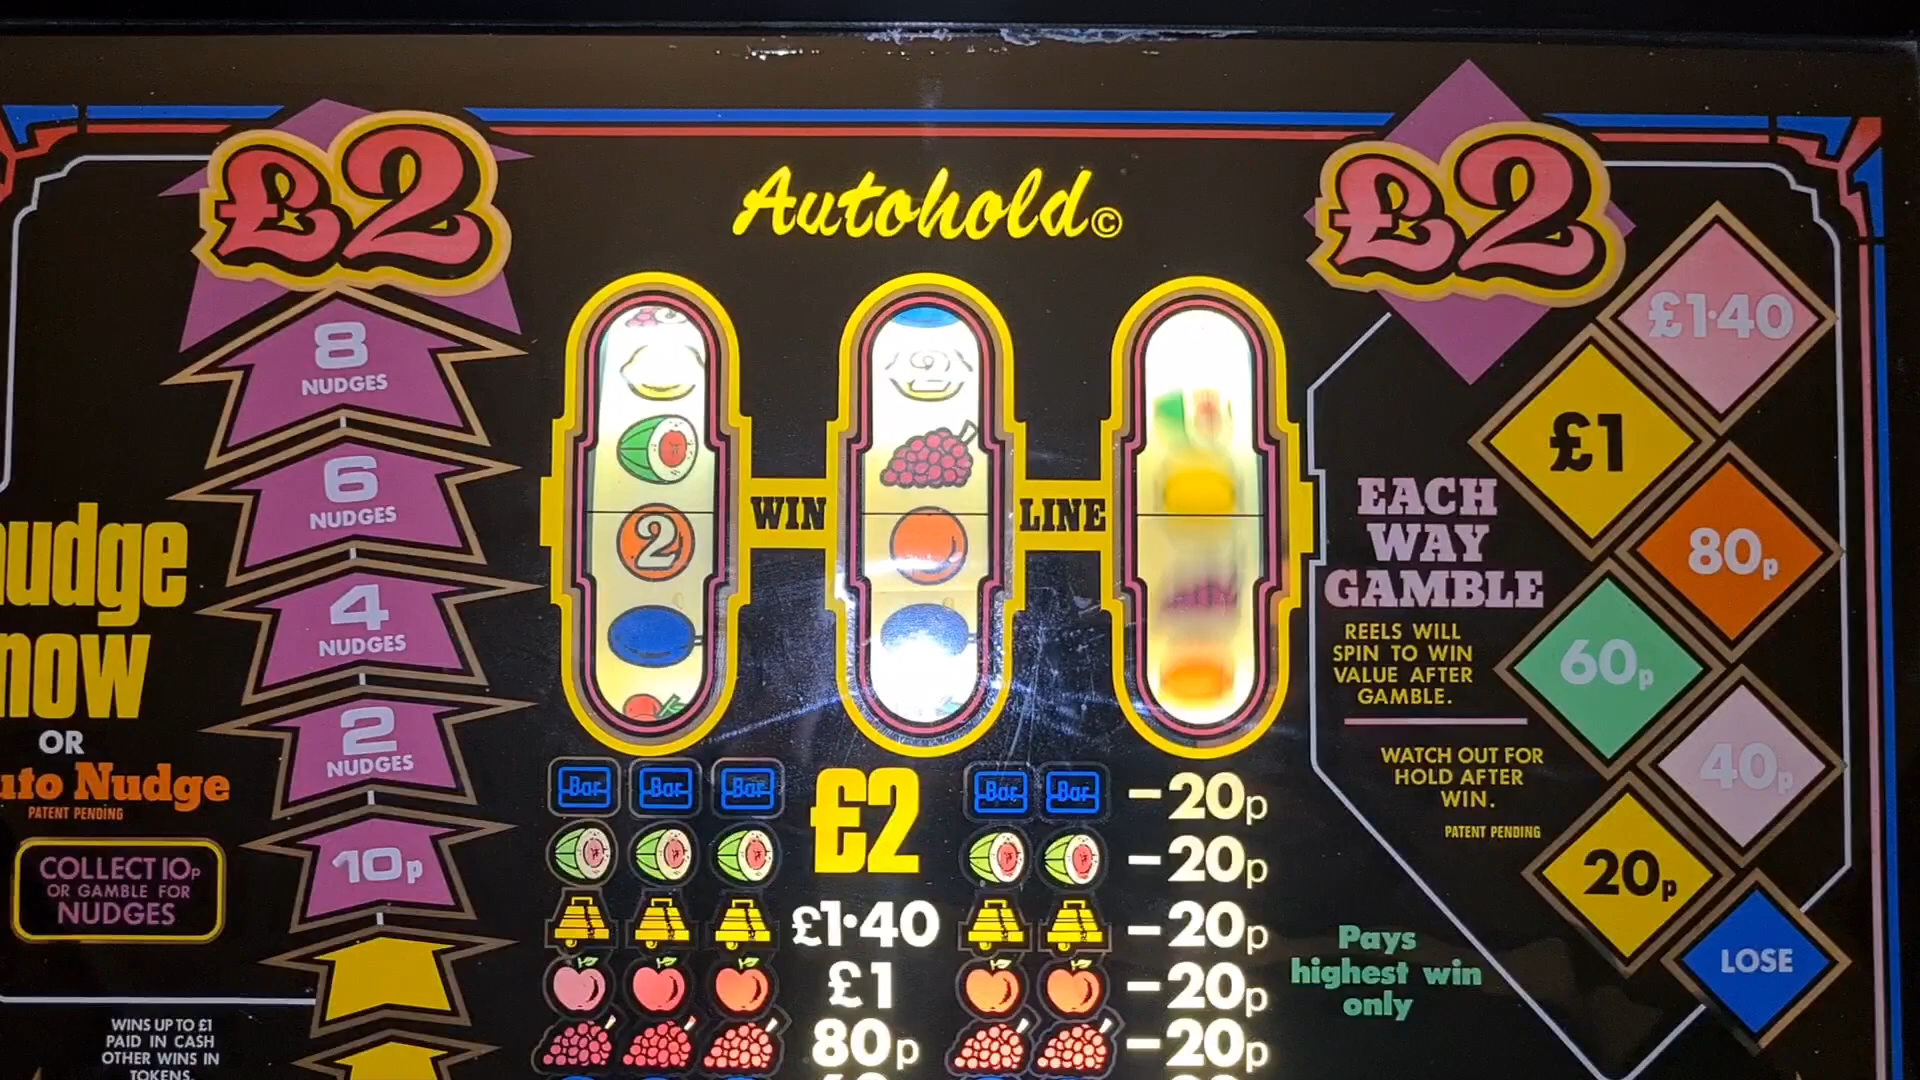 £2
8
NUDGES
6
NUDGES
4
NUDGES
2
NUDGES
10p
now
OR
Nudge
PATENT PENDING
COLLECT 10p
OR GAMBLE FOR
NUDGES
WINS UP TO £1
PAID IN CASH
OTHER WINS IN
TOKENS.
Autohold©
2
2
WIN LINE
Bar Bar Bar £2 Bar Bar -20p
-20p
£1·40 -20p
£1 -20p
80p -20p
£2
£1·40
£1
80p
60p
40p
20p
LOSE
EACH
WAY
GAMBLE
REELS WILL
SPIN TO WIN
VALUE AFTER
GAMBLE.
WATCH OUT FOR
HOLD AFTER
WIN.
PATENT PENDING
Pays
highest win
only